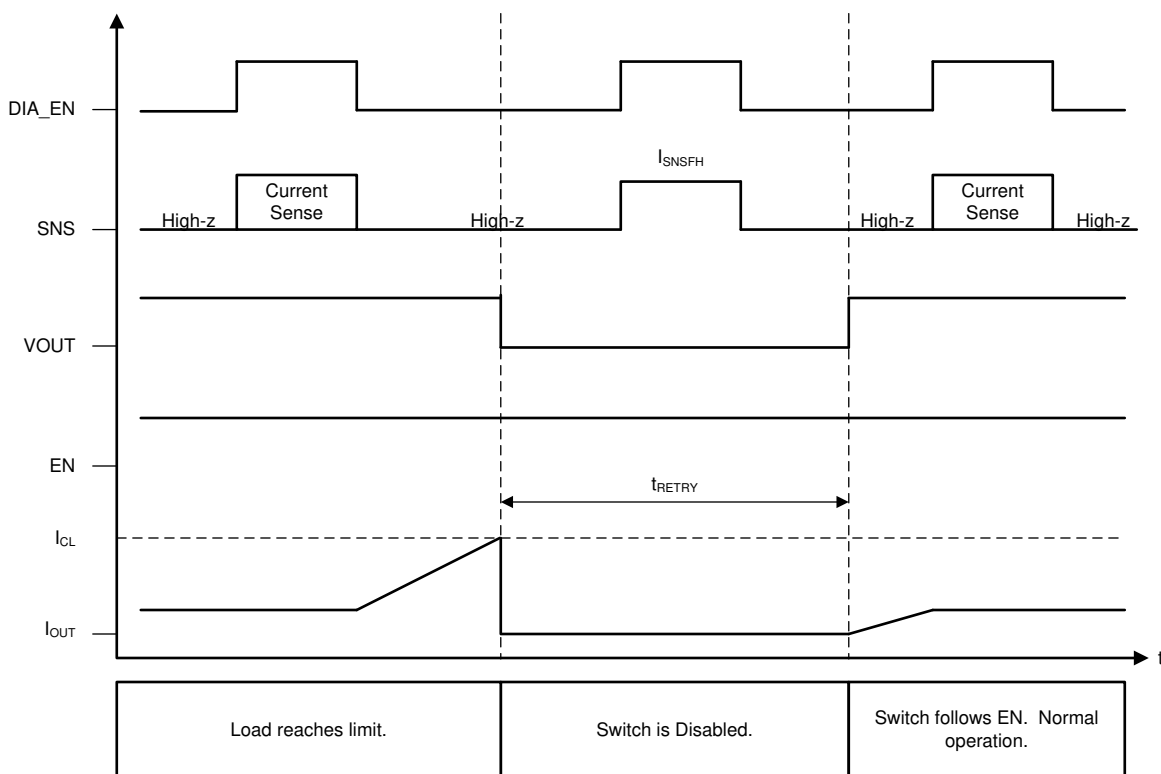 DIA_EN
I_SNSFH
Current
Sense
Current
Sense
High-z
High-z
High-z
High-z
SNS
VOUT
EN
tRETRY
ICL
IOUT
t
Load reaches limit.
Switch is Disabled.
Switch follows EN. Normal
operation.